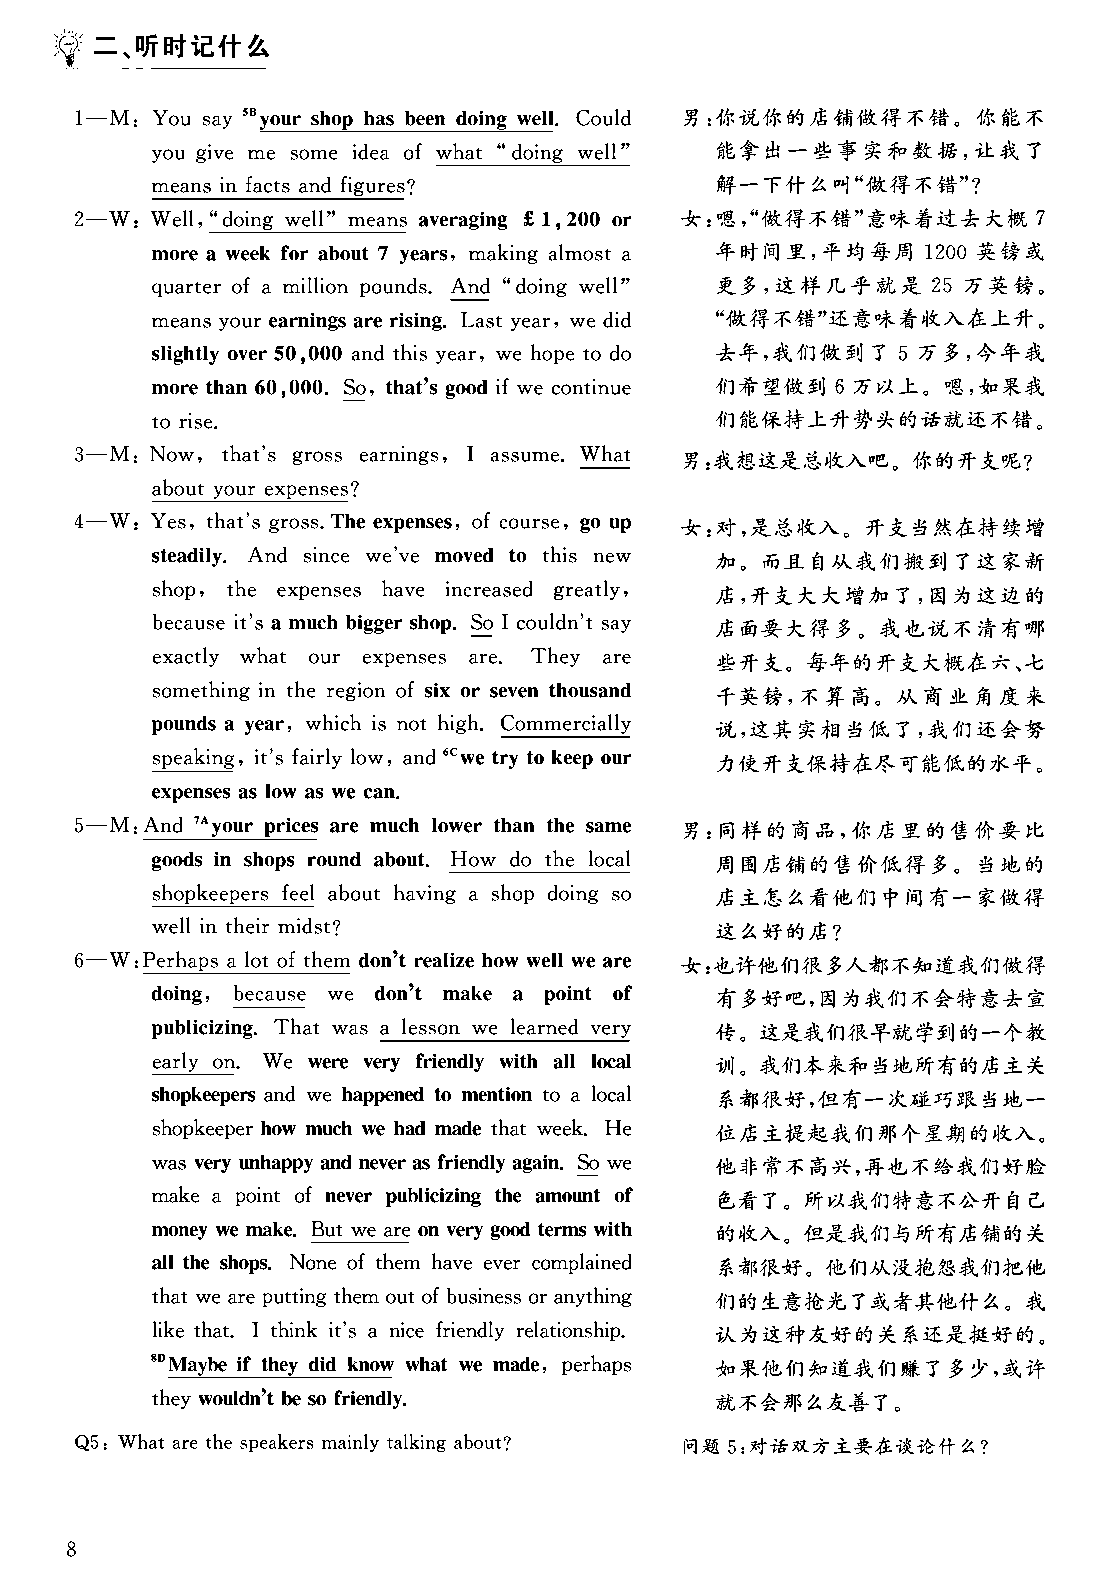 二、听时记什么
1—M: You say 5Byour shop has been doing well. Could
you give me some idea of what “doing well”
means in facts and figures?
2—W: Well, “doing well” means averaging £1,200 or
more a week for about 7 years, making almost a
quarter of a million pounds. And “doing well”
means your earnings are rising. Last year, we did
slightly over 50,000 and this year, we hope to do
more than 60,000. So, that’s good if we continue
to rise.
3—M: Now, that’s gross earnings, I assume. What
about your expenses?
4—W: Yes, that’s gross. The expenses, of course, go up
steadily. And since we’ve moved to this new
shop, the expenses have increased greatly,
because it’s a much bigger shop. So I couldn’t say
exactly what our expenses are. They are
something in the region of six or seven thousand
pounds a year, which is not high. Commercially
speaking, it’s fairly low, and 6Cwe try to keep our
expenses as low as we can.
5—M: And 7Ayour prices are much lower than the same
goods in shops round about. How do the local
shopkeepers feel about having a shop doing so
well in their midst?
6—W: Perhaps a lot of them don’t realize how well we are
doing, because we don’t make a point of
publicizing. That was a lesson we learned very
early on. We were very friendly with all local
shopkeepers and we happened to mention to a local
shopkeeper how much we had made that week. He
was very unhappy and never as friendly again. So we
make a point of never publicizing the amount of
money we make. But we are on very good terms with
all the shops. None of them have ever complained
that we are putting them out of business or anything
like that. I think it’s a nice friendly relationship.
8DMaybe if they did know what we made, perhaps
they wouldn’t be so friendly.
Q5: What are the speakers mainly talking about?
男:你说你的店铺做得不错。你能不
能拿出一些事实和数据,让我了
解一下什么叫“做得不错”?
女:嗯,“做得不错”意味着过去大概7
年时间里,平均每周1200英镑或
更多,这样几乎就是25万英镑。
“做得不错”还意味着收入在上升。
去年,我们做到了5万多,今年我
们希望做到6万以上。嗯,如果我
们能保持上升势头的话就还不错。
男:我想这是总收入吧。你的开支呢?
女:对,是总收入。开支当然在持续增
加。而且自从我们搬到了这家新
店,开支大大增加了,因为这边的
店面要大得多。我也说不清有哪
些开支。每年的开支大概在六、七
千英镑,不算高。从商业角度来
说,这其实相当低了,我们还会努
力使开支保持在尽可能低的水平。
男:同样的商品,你店里的售价要比
周围店铺的售价低得多。当地的
店主怎么看他们中间有一家做得
这么好的店?
女:也许他们很多人都不知道我们做得
有多好吧,因为我们不会特意去宣
传。这是我们很早就学到的一个教
训。我们本来和当地所有的店主关
系都很好,但有一次碰巧跟当地一
位店主提起我们那个星期的收入。
他非常不高兴,再也不给我们好脸
色看了。所以我们特意不公开自己
的收入。但是我们与所有店铺的关
系都很好。他们从没抱怨我们把他
们的生意抢光了或者其他什么。我
认为这种友好的关系还是挺好的。
如果他们知道我们赚了多少,或许
就不会那么友善了。
问题5:对话双方主要在谈论什么?
8